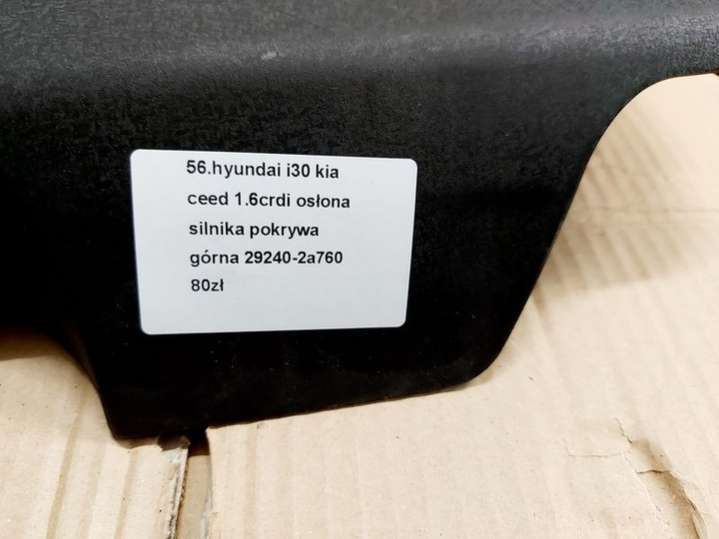 56.hyundai i30 kia
ceed 1.6crdi osłona
silnika pokrywa
górna 29240-2a760
80zł